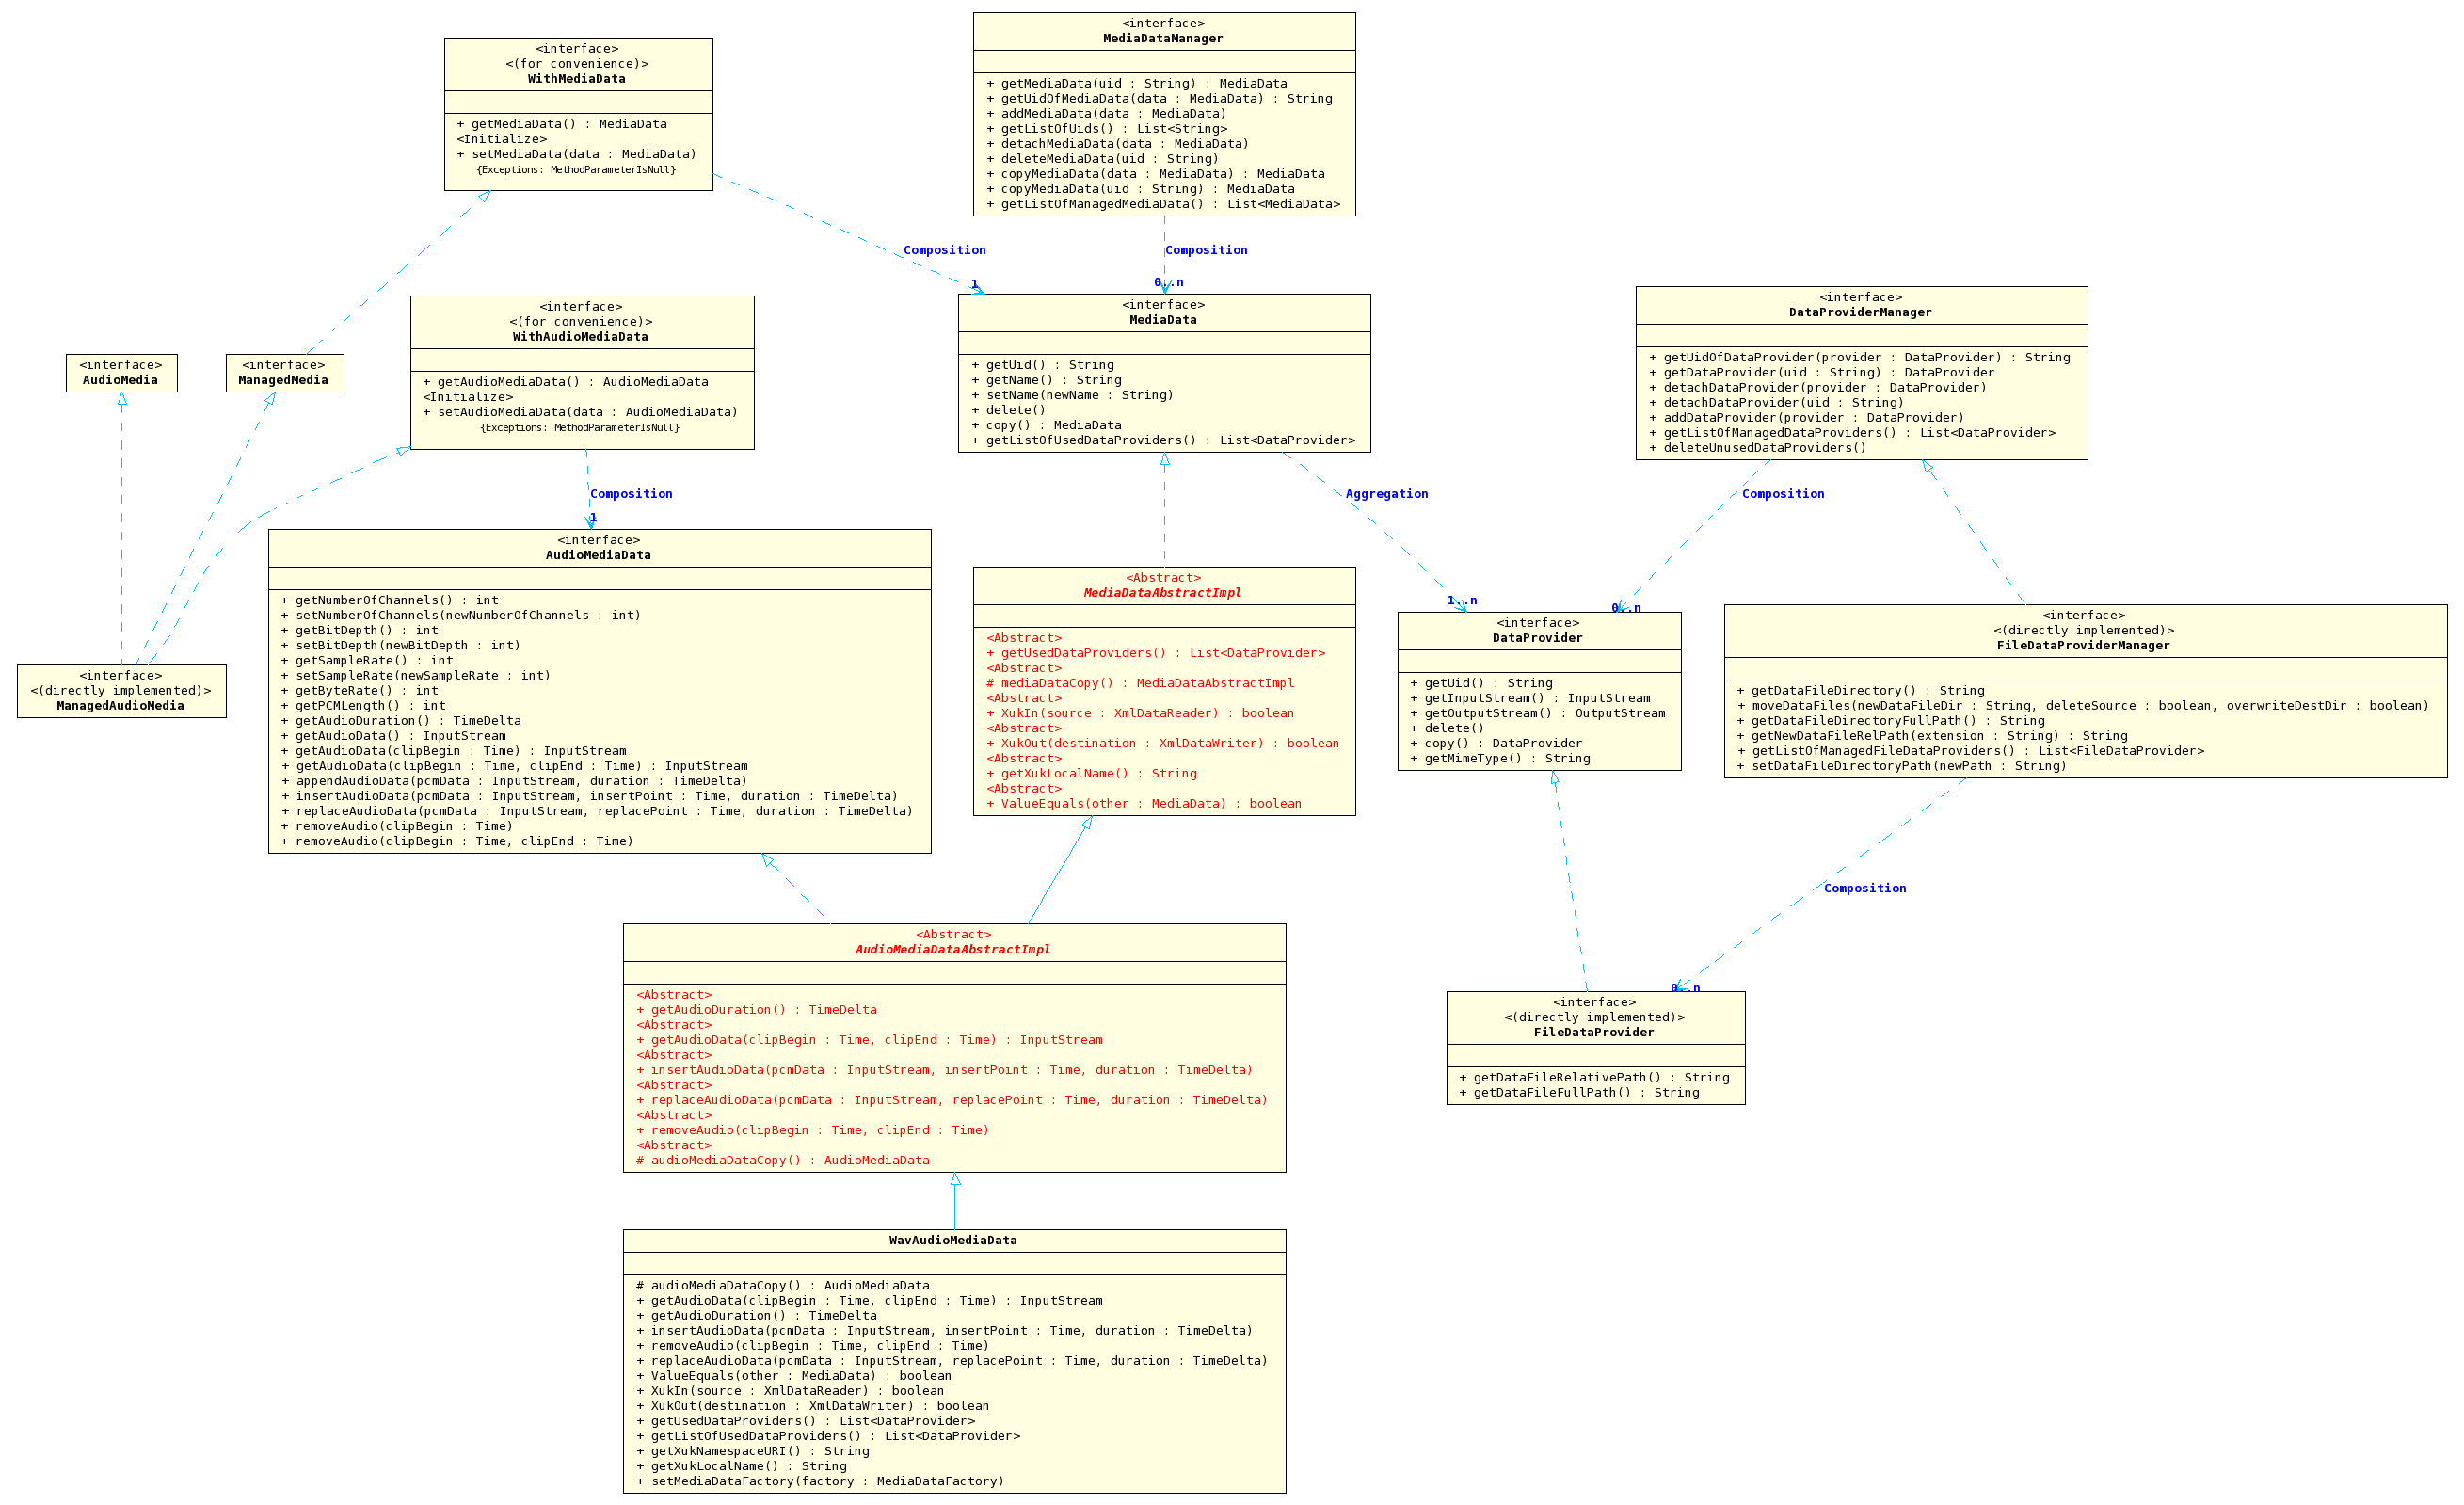 <interface>
<(for convenience)>
WithMediaData
+ getMediaData() : MediaData
<Initialize>
+ setMediaData(data : MediaData)
{Exceptions: MethodParameterIsNull}
<interface>
MediaDataManager
+ getMediaData(uid : String) : MediaData
+ getUidOfMediaData(data : MediaData) : String
+ addMediaData(data : MediaData)
+ getListOfUids() : List<String>
+ detachMediaData(data : MediaData)
+ deleteMediaData(uid : String)
+ copyMediaData(data : MediaData) : MediaData
+ copyMediaData(uid : String) : MediaData
+ getListOfManagedMediaData() : List<MediaData>
Composition
1
Composition
0..n
<interface>
AudioMedia
<interface>
ManagedMedia
<interface>
<(for convenience)>
WithAudioMediaData
+ getAudioMediaData() : AudioMediaData
<Initialize>
+ setAudioMediaData(data : AudioMediaData)
{Exceptions: MethodParameterIsNull}
<interface>
MediaData
+ getUid() : String
+ getName() : String
+ setName(newName : String)
+ delete()
+ copy() : MediaData
+ getListOfUsedDataProviders() : List<DataProvider>
<interface>
DataProviderManager
+ getUidOfDataProvider(provider : DataProvider) : String
+ getDataProvider(uid : String) : DataProvider
+ detachDataProvider(provider : DataProvider)
+ detachDataProvider(uid : String)
+ addDataProvider(provider : DataProvider)
+ getListOfManagedDataProviders() : List<DataProvider>
+ deleteUnusedDataProviders()
Composition
1
Aggregation
1..n
Composition
0..n
<interface>
<(directly implemented)>
ManagedAudioMedia
<interface>
AudioMediaData
+ getNumberOfChannels() : int
+ setNumberOfChannels(newNumberOfChannels : int)
+ getBitDepth() : int
+ setBitDepth(newBitDepth : int)
+ getSampleRate() : int
+ setSampleRate(newSampleRate : int)
+ getByteRate() : int
+ getPCMLength() : int
+ getAudioDuration() : TimeDelta
+ getAudioData() : InputStream
+ getAudioData(clipBegin : Time) : InputStream
+ getAudioData(clipBegin : Time, clipEnd : Time) : InputStream
+ appendAudioData(pcmData : InputStream, duration : TimeDelta)
+ insertAudioData(pcmData : InputStream, insertPoint : Time, duration : TimeDelta)
+ replaceAudioData(pcmData : InputStream, replacePoint : Time, duration : TimeDelta)
+ removeAudio(clipBegin : Time)
+ removeAudio(clipBegin : Time, clipEnd : Time)
<Abstract>
MediaDataAbstractImpl
<Abstract>
+ getUsedDataProviders() : List<DataProvider>
<Abstract>
# mediaDataCopy() : MediaDataAbstractImpl
<Abstract>
+ XukIn(source : XmlDataReader) : boolean
<Abstract>
+ XukOut(destination : XmlDataWriter) : boolean
<Abstract>
+ getXukLocalName() : String
<Abstract>
+ ValueEquals(other : MediaData) : boolean
<interface>
DataProvider
+ getUid() : String
+ getInputStream() : InputStream
+ getOutputStream() : OutputStream
+ delete()
+ copy() : DataProvider
+ getMimeType() : String
<interface>
<(directly implemented)>
FileDataProviderManager
+ getDataFileDirectory() : String
+ moveDataFiles(newDataFileDir : String, deleteSource : boolean, overwriteDestDir : boolean)
+ getDataFileDirectoryFullPath() : String
+ getNewDataFileRelPath(extension : String) : String
+ getListOfManagedFileDataProviders() : List<FileDataProvider>
+ setDataFileDirectoryPath(newPath : String)
Composition
0..n
<Abstract>
AudioMediaDataAbstractImpl
<Abstract>
+ getAudioDuration() : TimeDelta
<Abstract>
+ getAudioData(clipBegin : Time, clipEnd : Time) : InputStream
<Abstract>
+ insertAudioData(pcmData : InputStream, insertPoint : Time, duration : TimeDelta)
<Abstract>
+ replaceAudioData(pcmData : InputStream, replacePoint : Time, duration : TimeDelta)
<Abstract>
+ removeAudio(clipBegin : Time, clipEnd : Time)
<Abstract>
# audioMediaDataCopy() : AudioMediaData
<interface>
<(directly implemented)>
FileDataProvider
+ getDataFileRelativePath() : String
+ getDataFileFullPath() : String
WavAudioMediaData
# audioMediaDataCopy() : AudioMediaData
+ getAudioData(clipBegin : Time, clipEnd : Time) : InputStream
+ getAudioDuration() : TimeDelta
+ insertAudioData(pcmData : InputStream, insertPoint : Time, duration : TimeDelta)
+ removeAudio(clipBegin : Time, clipEnd : Time)
+ replaceAudioData(pcmData : InputStream, replacePoint : Time, duration : TimeDelta)
+ ValueEquals(other : MediaData) : boolean
+ XukIn(source : XmlDataReader) : boolean
+ XukOut(destination : XmlDataWriter) : boolean
+ getUsedDataProviders() : List<DataProvider>
+ getListOfUsedDataProviders() : List<DataProvider>
+ getXukNamespaceURI() : String
+ getXukLocalName() : String
+ setMediaDataFactory(factory : MediaDataFactory)